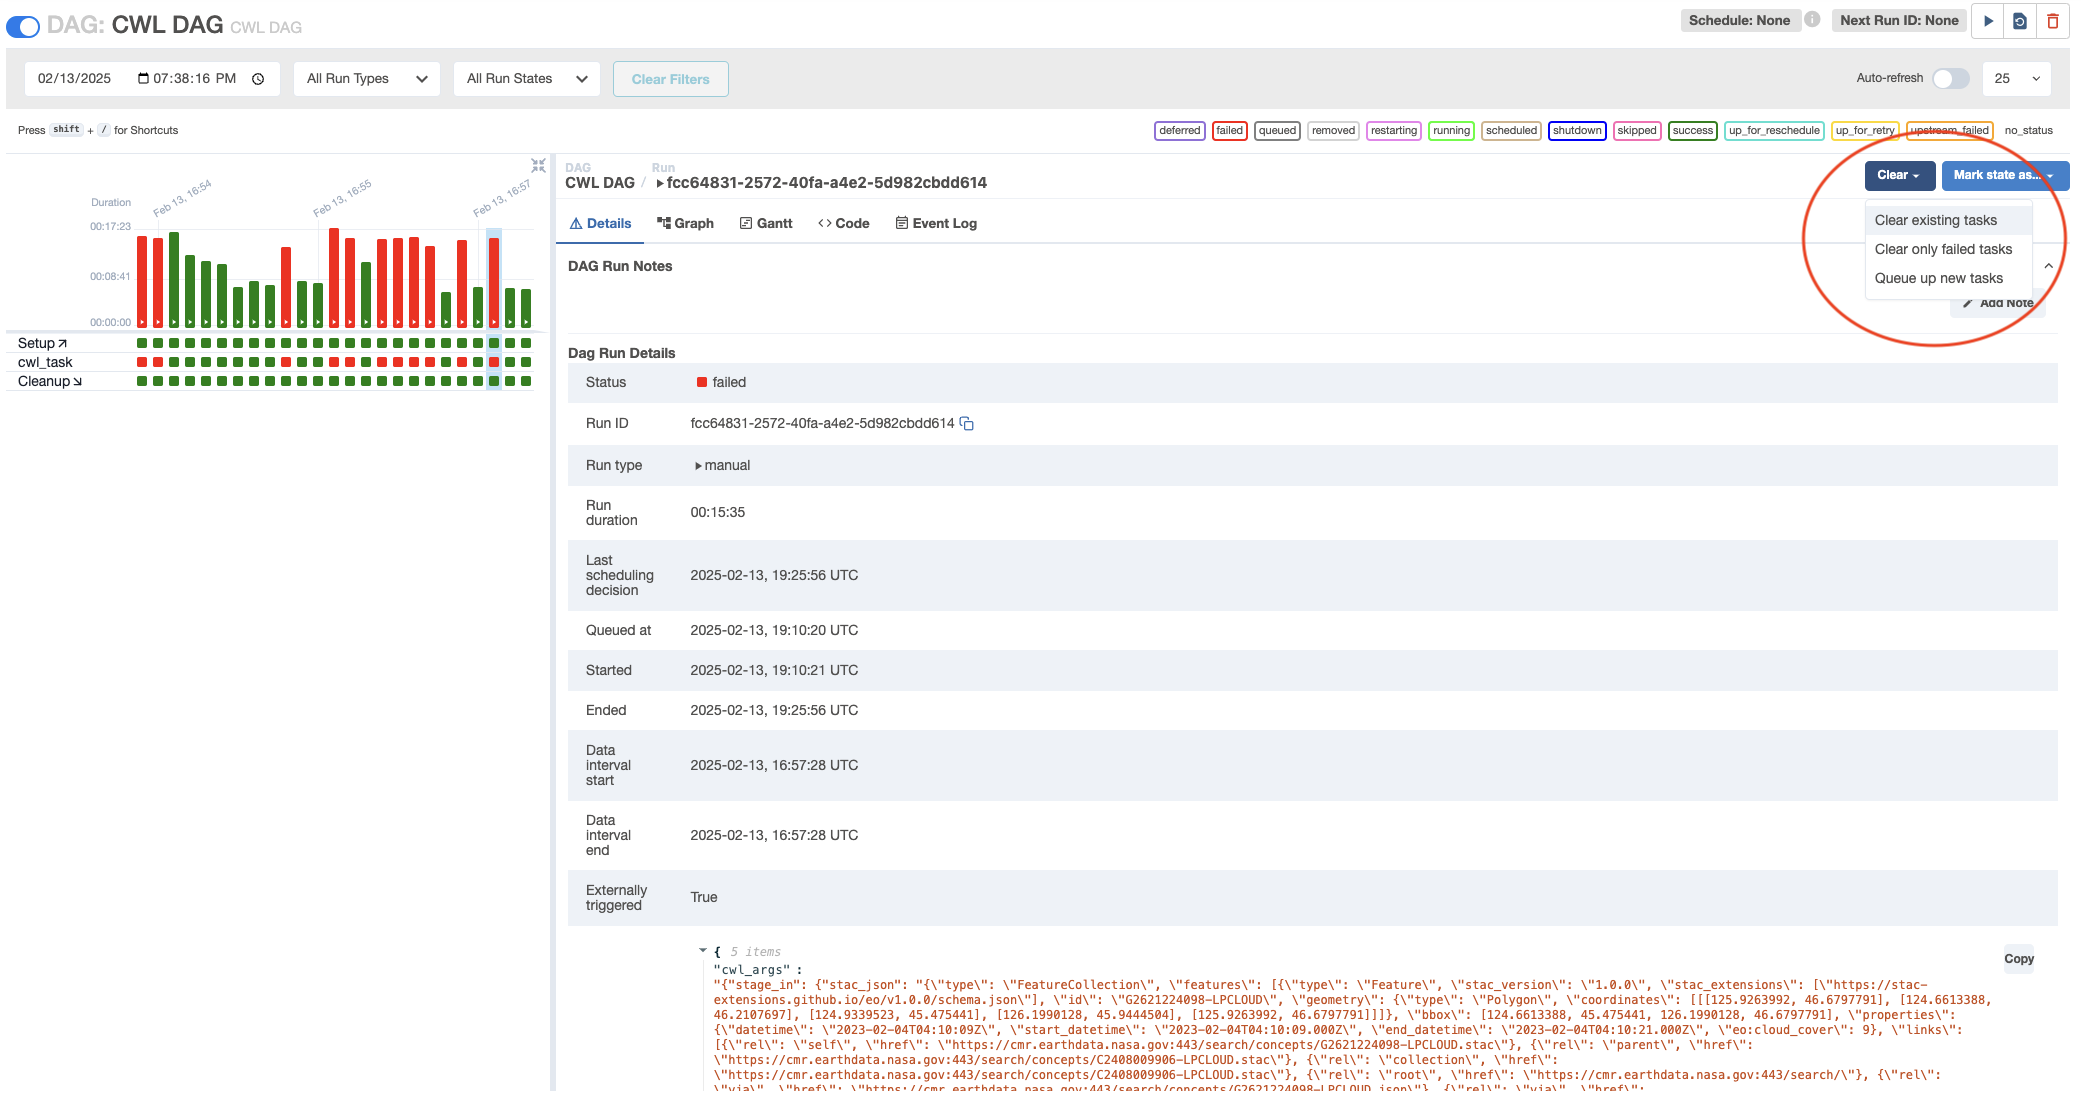 DAG: CWL DAG CWL DAG
Schedule: None
Next Run ID: None
02/13/2025 07:38:16 PM
All Run Types
All Run States
Clear Filters
Auto-refresh
25
Press shift + / for Shortcuts
deferred failed queued removed restarting running scheduled shutdown skipped success up_for_reschedule up_for_retry upstream_failed no_status
Feb 13, 16:54
Feb 13, 16:55
Feb 13, 16:57
Duration
00:17:23
00:08:41
00:00:00
Setup
cwl_task
Cleanup
DAG
CWL DAG
/
Run
fcc64831-2572-40fa-a4e2-5d982cbdd614
Clear
Mark state as...
Clear existing tasks
Clear only failed tasks
Queue up new tasks
Details
Graph
Gantt
Code
Event Log
DAG Run Notes
Add Note
Dag Run Details
Status failed
Run ID fcc64831-2572-40fa-a4e2-5d982cbdd614
Run type manual
Run
duration
00:15:35
Last
scheduling
decision
2025-02-13, 19:25:56 UTC
Queued at 2025-02-13, 19:10:20 UTC
Started 2025-02-13, 19:10:21 UTC
Ended 2025-02-13, 19:25:56 UTC
Data
interval
start
2025-02-13, 16:57:28 UTC
Data
interval
end
2025-02-13, 16:57:28 UTC
Externally
triggered
True
{ 5 items
Copy
"cwl_args" :
"{"stage_in": {"stac_json": "{\"type\": \"FeatureCollection\", \"features\": [{\"type\": \"Feature\", \"stac_version\": \"1.0.0\", \"stac_extensions\": [\"https://stac-
extensions.github.io/eo/v1.0.0/schema.json\"], \"id\": \"G2621224098-LPCLOUD\", \"geometry\": {\"type\": \"Polygon\", \"coordinates\": [[[125.9263992, 46.6797791], [124.6613388,
46.2107697], [124.9339523, 45.475441], [126.1990128, 45.9444504], [125.9263992, 46.6797791]]]}, \"bbox\": [124.6613388, 45.475441, 126.1990128, 46.6797791], \"properties\":
{\"datetime\": \"2023-02-04T04:10:09Z\", \"start_datetime\": \"2023-02-04T04:10:09.000Z\", \"end_datetime\": \"2023-02-04T04:10:21.000Z\", \"eo:cloud_cover\": 9}, \"links\":
[{\"rel\": \"self\", \"href\": \"https://cmr.earthdata.nasa.gov:443/search/concepts/G2621224098-LPCLOUD.stac\"}, {\"rel\": \"parent\", \"href\":
\"https://cmr.earthdata.nasa.gov:443/search/concepts/C2408009906-LPCLOUD.stac\"}, {\"rel\": \"collection\", \"href\":
\"https://cmr.earthdata.nasa.gov:443/search/concepts/C2408009906-LPCLOUD.stac\"}, {\"rel\": \"root\", \"href\": \"https://cmr.earthdata.nasa.gov:443/search/\"}, {\"rel\":
\"via\", \"href\": \"https://cmr.earthdata.nasa.gov:443/search/concepts/G2621224098-LPCLOUD.json\"}, {\"rel\": \"via\", \"href\":